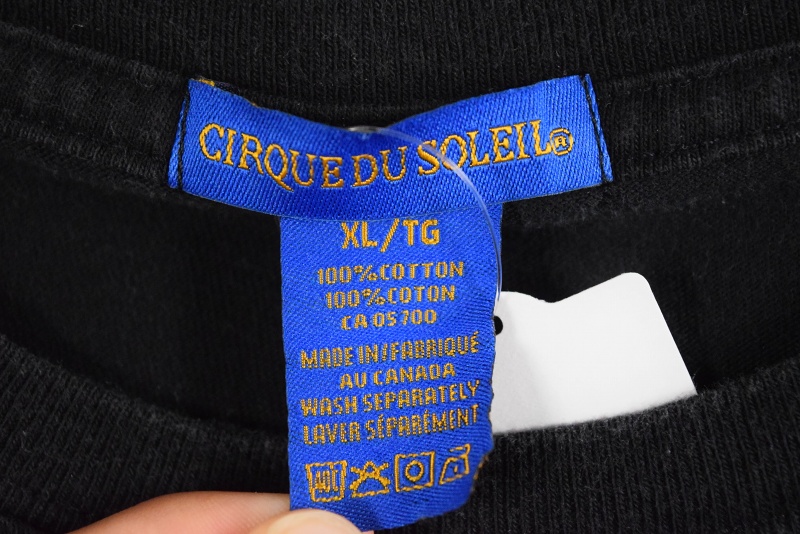 CIRQUE DU SOLEIL®
XL/TG
100%COTTON
100%COTON
CA 05700
MADE IN/FABRIQUÉ
AU CANADA
WASH SEPARATELY
LAVER SÉPARÉMENT